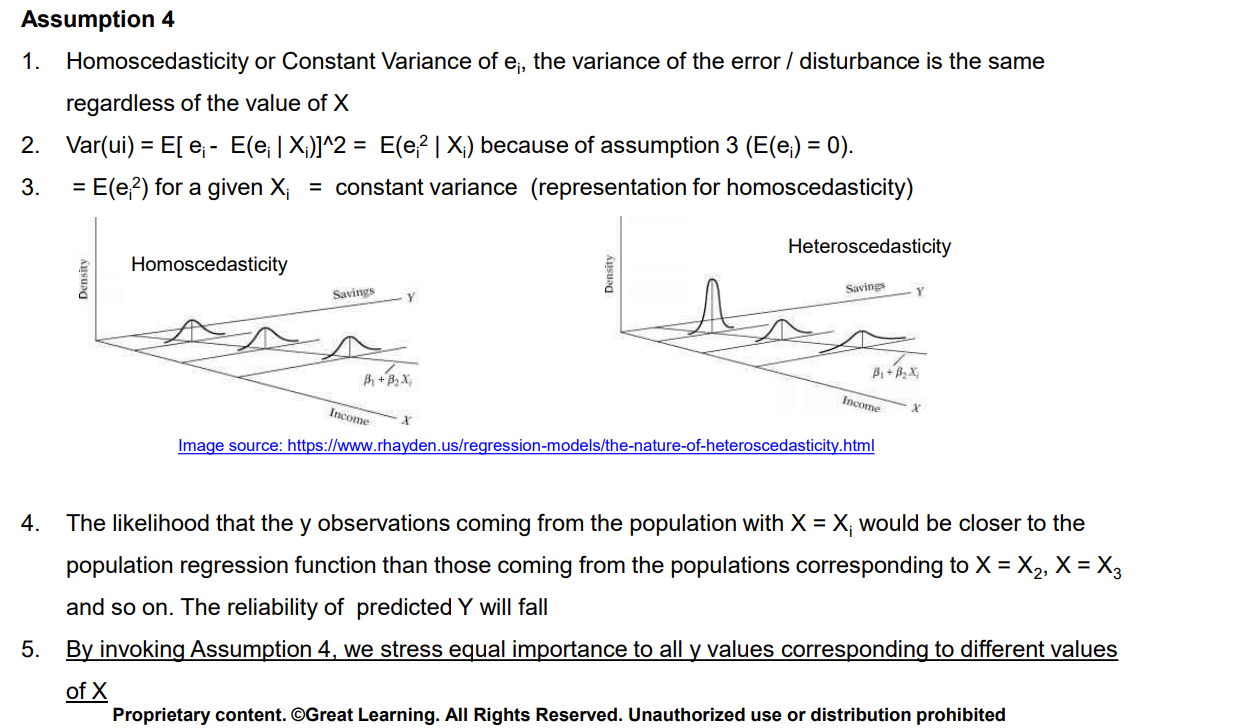 Assumption 4
1. Homoscedasticity or Constant Variance of eᵢ, the variance of the error / disturbance is the same
regardless of the value of X
2. Var(ui) = E[ eᵢ - E(eᵢ | Xᵢ)]^2 = E(eᵢ² | Xᵢ) because of assumption 3 (E(eᵢ) = 0).
3. = E(eᵢ²) for a given Xᵢ = constant variance (representation for homoscedasticity)
Density
Homoscedasticity
Savings
Y
β₁ + β₂ Xᵢ
Income
X
Density
Heteroscedasticity
Savings
Y
β₁ + β₂ Xᵢ
Income
X
Image source: https://www.rhayden.us/regression-models/the-nature-of-heteroscedasticity.html
4. The likelihood that the y observations coming from the population with X = Xᵢ would be closer to the
population regression function than those coming from the populations corresponding to X = X₂, X = X₃
and so on. The reliability of predicted Y will fall
5. By invoking Assumption 4, we stress equal importance to all y values corresponding to different values
of X
Proprietary content. ©Great Learning. All Rights Reserved. Unauthorized use or distribution prohibited